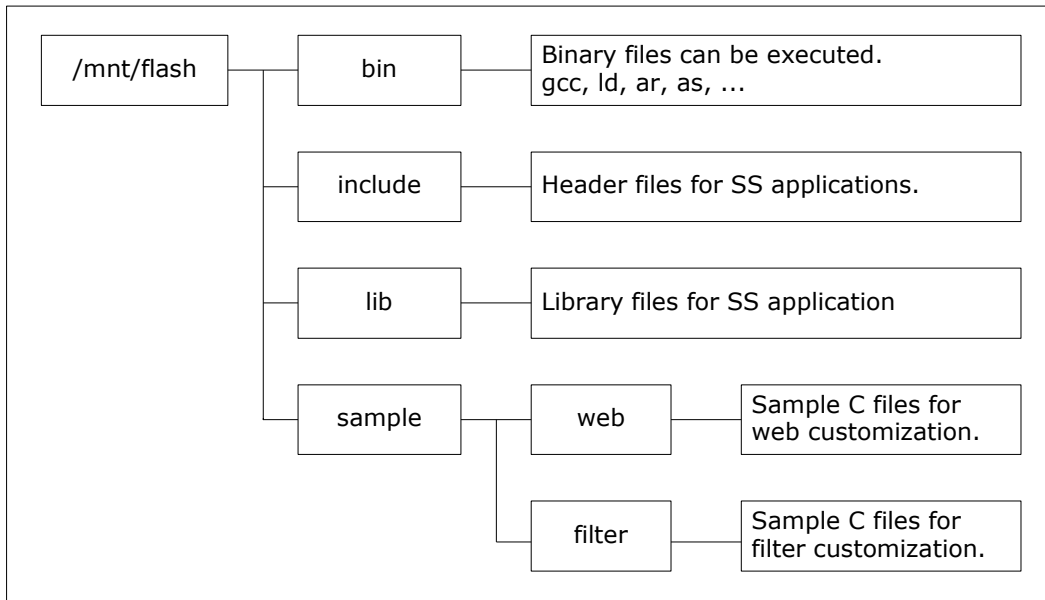 /mnt/flash
bin
Binary files can be executed.
gcc, ld, ar, as, ...
include
Header files for SS applications.
lib
Library files for SS application
sample
web
Sample C files for
web customization.
filter
Sample C files for
filter customization.